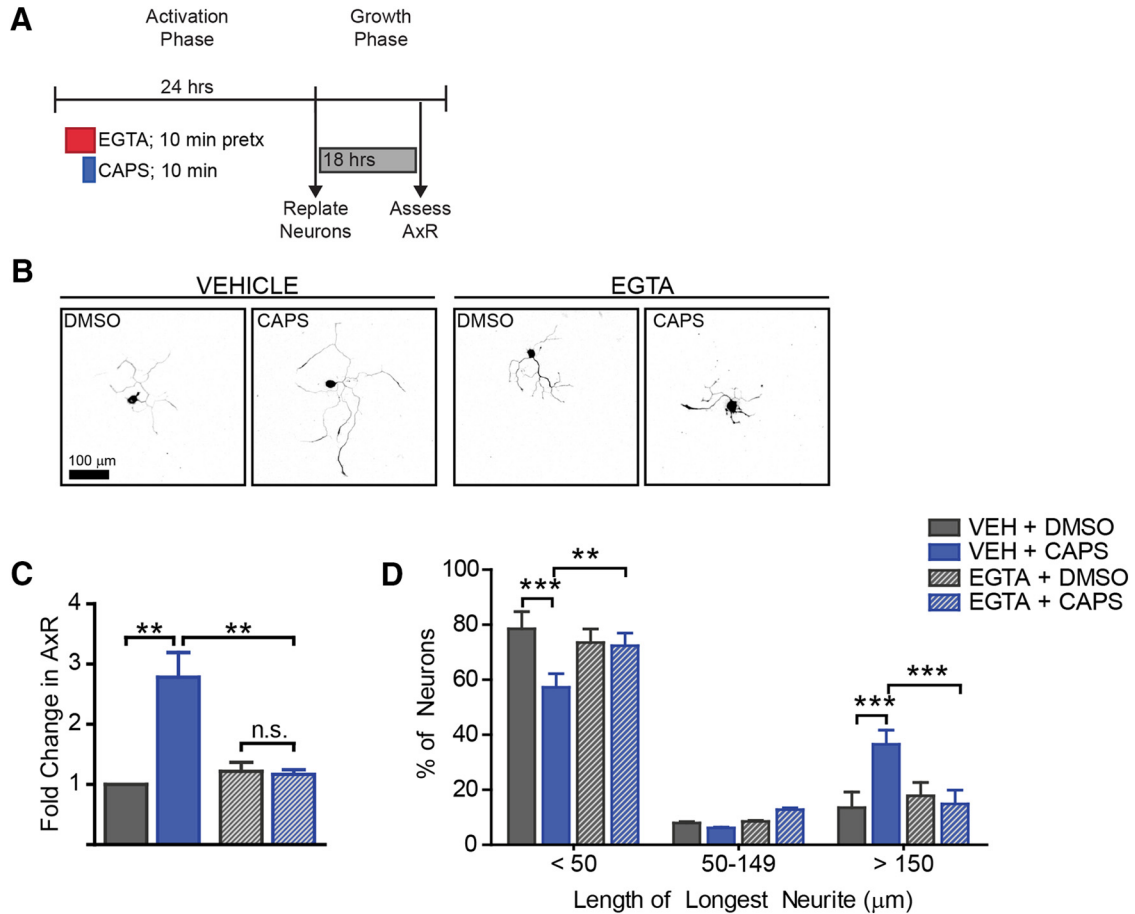 A
Activation
Phase
Growth
Phase
24 hrs
EGTA; 10 min pretx
CAPS; 10 min
18 hrs
Replate
Neurons
Assess
AxR
B
VEHICLE
EGTA
DMSO
CAPS
DMSO
CAPS
100 µm
VEH + DMSO
VEH + CAPS
EGTA + DMSO
EGTA + CAPS
C
Fold Change in AxR
4
3
2
1
**
**
n.s.
D
% of Neurons
100
80
60
40
20
0
***
**
***
***
< 50
50-149
> 150
Length of Longest Neurite (µm)